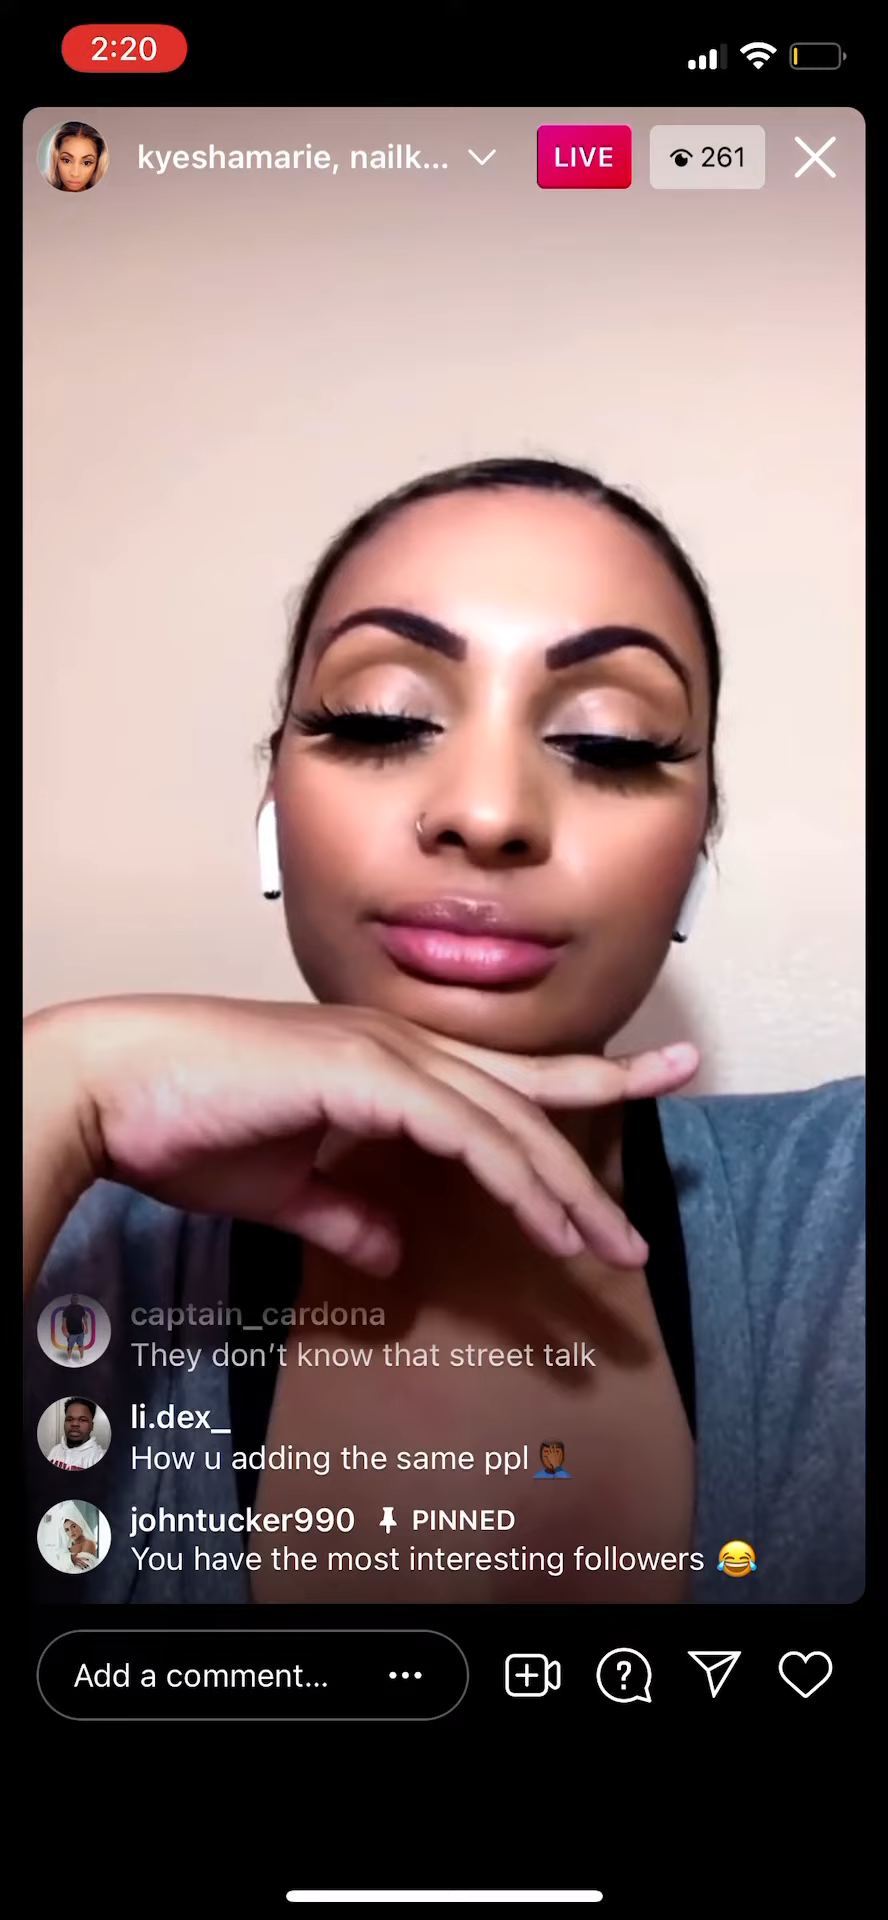 2:20
kyeshamarie, nailk...
LIVE
261
captain_cardona
They don't know that street talk
li.dex_
How u adding the same ppl🤦🏾‍♂️
johntucker990 📌 PINNED
You have the most interesting followers 😂
Add a comment...